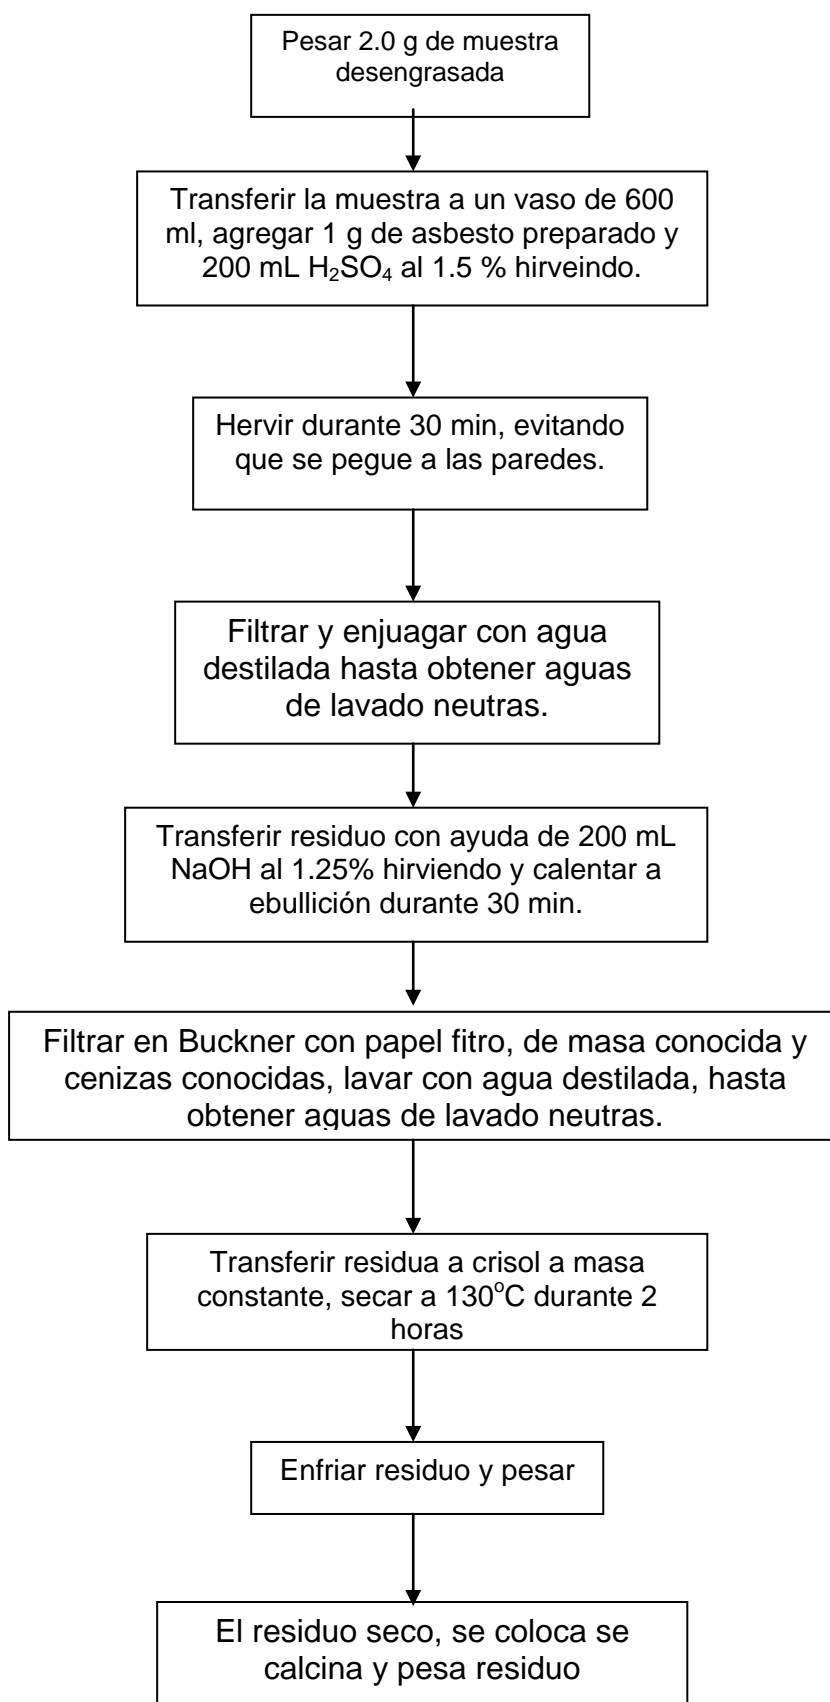 Pesar 2.0 g de muestra
desengrasada
Transferir la muestra a un vaso de 600
ml, agregar 1 g de asbesto preparado y
200 mL H₂SO₄ al 1.5 % hirveindo.
Hervir durante 30 min, evitando
que se pegue a las paredes.
Filtrar y enjuagar con agua
destilada hasta obtener aguas
de lavado neutras.
Transferir residuo con ayuda de 200 mL
NaOH al 1.25% hirviendo y calentar a
ebullición durante 30 min.
Filtrar en Buckner con papel fitro, de masa conocida y
cenizas conocidas, lavar con agua destilada, hasta
obtener aguas de lavado neutras.
Transferir residua a crisol a masa
constante, secar a 130°C durante 2
horas
Enfriar residuo y pesar
El residuo seco, se coloca se
calcina y pesa residuo